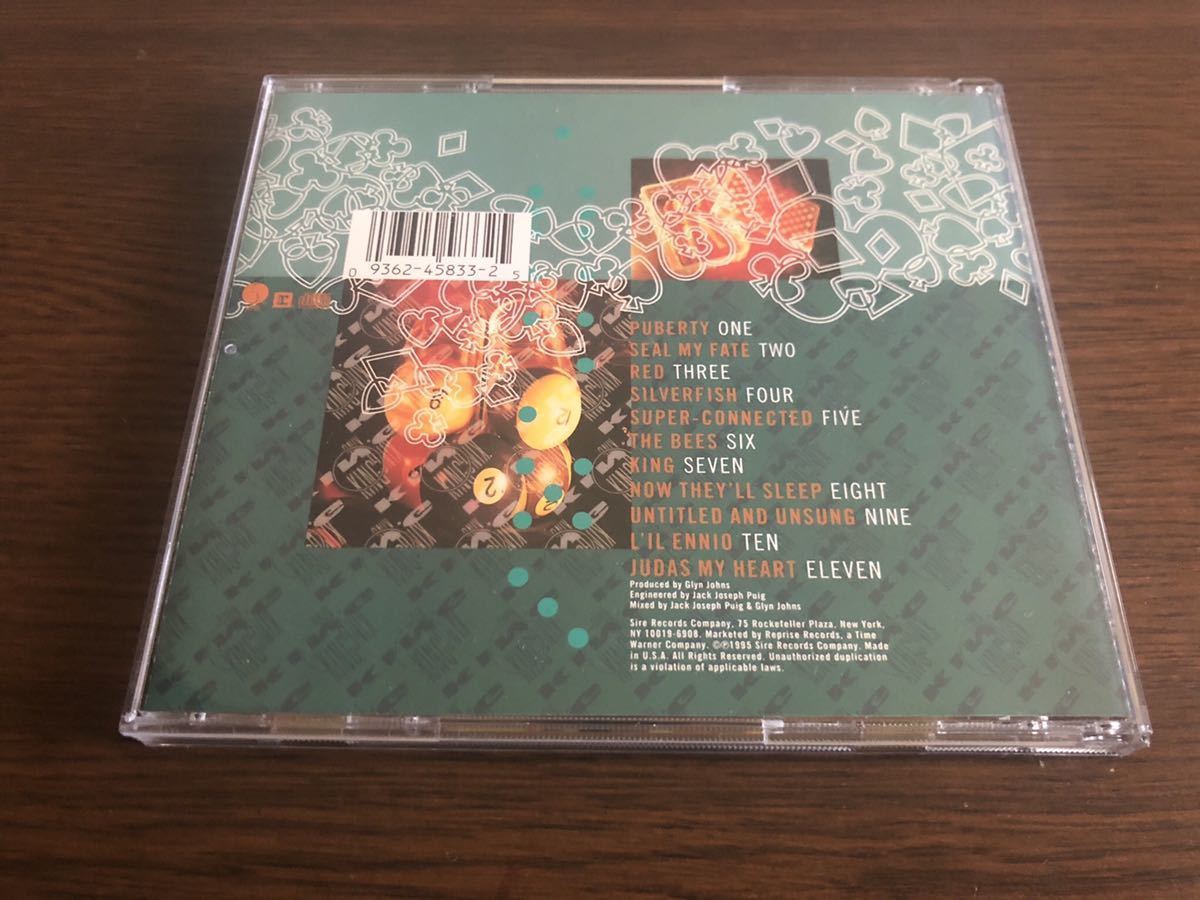 0 9362-45833-2 5
PUBERTY ONE
SEAL MY FATE TWO
RED THREE
SILVERFISH FOUR
SUPER-CONNECTED FIVE
THE BEES SIX
KING SEVEN
NOW THEY'LL SLEEP EIGHT
UNTITLED AND UNSUNG NINE
L'IL ENNIO TEN
JUDAS MY HEART ELEVEN
Produced by Glyn Johns
Engineered by Jack Joseph Puig
Mixed by Jack Joseph Puig & Glyn Johns
Sire Records Company, 75 Rockefeller Plaza, New York,
NY 10019-6908. Marketed by Reprise Records, a Time
Warner Company. ©℗1995 Sire Records Company. Made
in U.S.A. All Rights Reserved. Unauthorized duplication
is a violation of applicable laws.
r
12
2